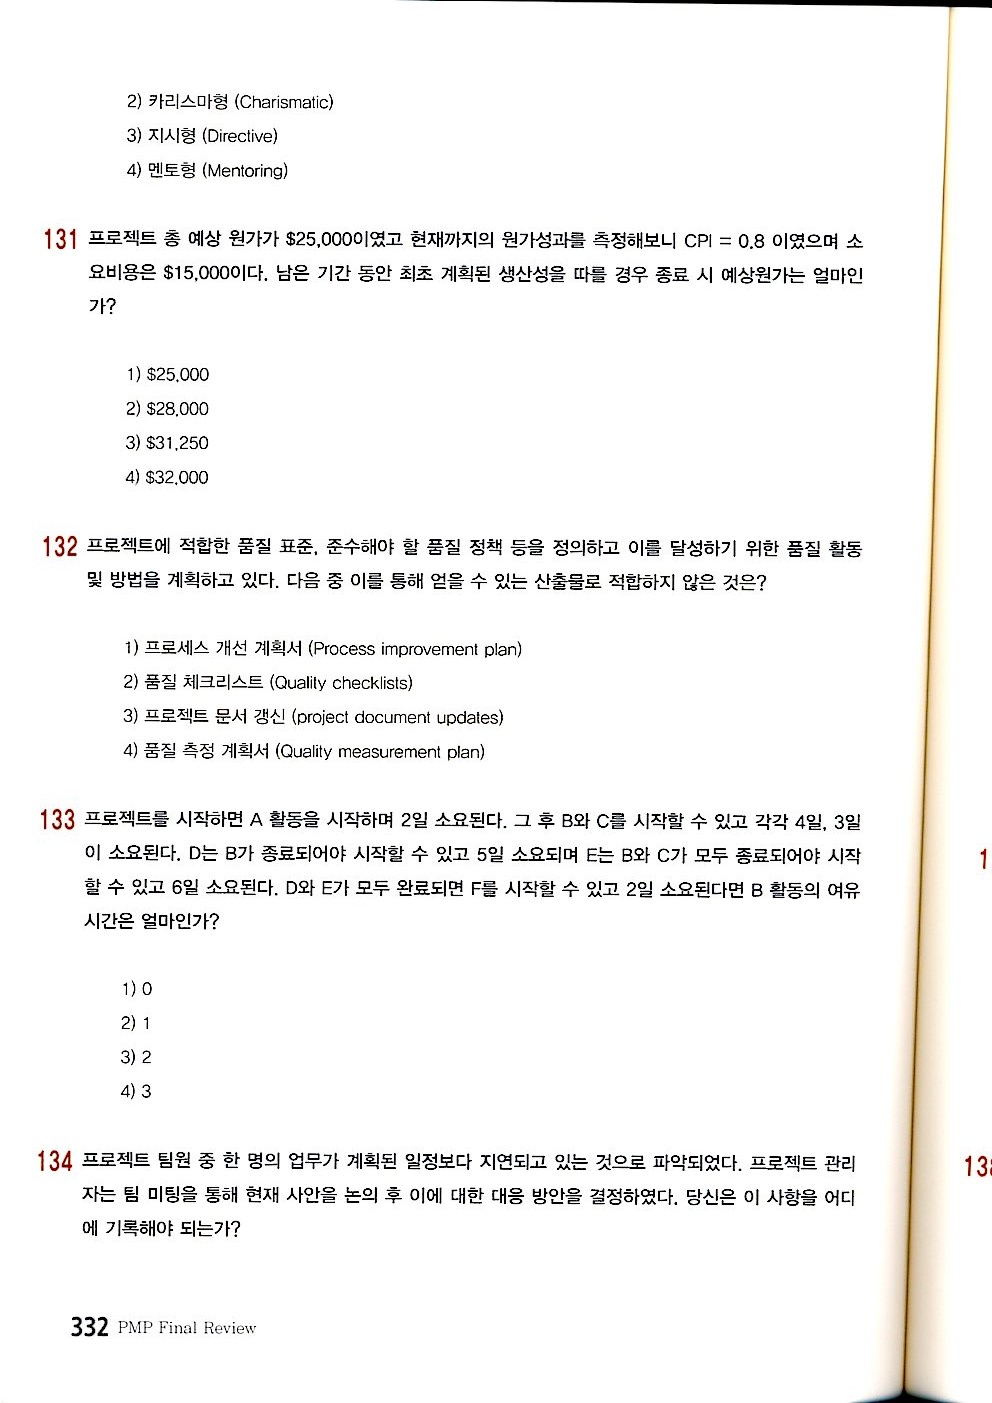 2) 카리스마형 (Charismatic)
3) 지시형 (Directive)
4) 멘토형 (Mentoring)
131 프로젝트 총 예상 원가가 $25,000이였고 현재까지의 원가성과를 측정해보니 CPI = 0.8 이였으며 소
요비용은 $15,000이다. 남은 기간 동안 최초 계획된 생산성을 따를 경우 종료 시 예상원가는 얼마인
가?
1) $25,000
2) $28,000
3) $31,250
4) $32,000
132 프로젝트에 적합한 품질 표준, 준수해야 할 품질 정책 등을 정의하고 이를 달성하기 위한 품질 활동
및 방법을 계획하고 있다. 다음 중 이를 통해 얻을 수 있는 산출물로 적합하지 않은 것은?
1) 프로세스 개선 계획서 (Process improvement plan)
2) 품질 체크리스트 (Quality checklists)
3) 프로젝트 문서 갱신 (project document updates)
4) 품질 측정 계획서 (Quality measurement plan)
133 프로젝트를 시작하면 A 활동을 시작하며 2일 소요된다. 그 후 B와 C를 시작할 수 있고 각각 4일, 3일
이 소요된다. D는 B가 종료되어야 시작할 수 있고 5일 소요되며 E는 B와 C가 모두 종료되어야 시작
할 수 있고 6일 소요된다. D와 E가 모두 완료되면 F를 시작할 수 있고 2일 소요된다면 B 활동의 여유
시간은 얼마인가?
1) 0
2) 1
3) 2
4) 3
134 프로젝트 팀원 중 한 명의 업무가 계획된 일정보다 지연되고 있는 것으로 파악되었다. 프로젝트 관리
자는 팀 미팅을 통해 현재 사안을 논의 후 이에 대한 대응 방안을 결정하였다. 당신은 이 사항을 어디
에 기록해야 되는가?
332 PMP Final Review